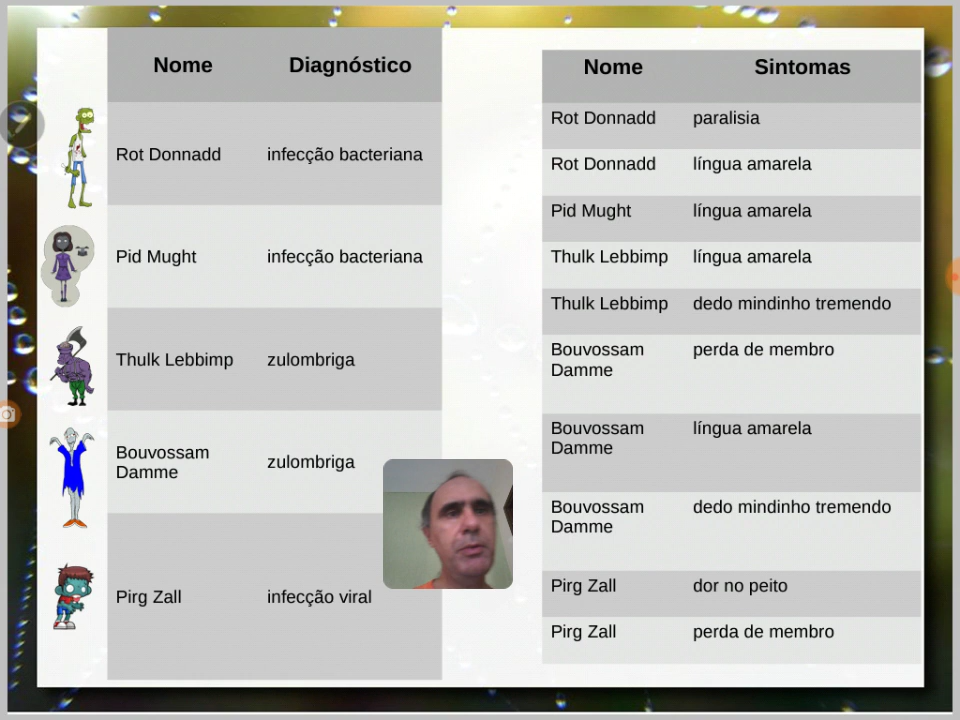 Nome Diagnóstico
Rot Donnadd infecção bacteriana
Pid Mught infecção bacteriana
Thulk Lebbimp zulombriga
Bouvossam
Damme
zulombriga
Pirg Zall infecção viral
Nome Sintomas
Rot Donnadd paralisia
Rot Donnadd língua amarela
Pid Mught língua amarela
Thulk Lebbimp língua amarela
Thulk Lebbimp dedo mindinho tremendo
Bouvossam perda de membro
Damme
Bouvossam língua amarela
Damme
Bouvossam dedo mindinho tremendo
Damme
Pirg Zall dor no peito
Pirg Zall perda de membro